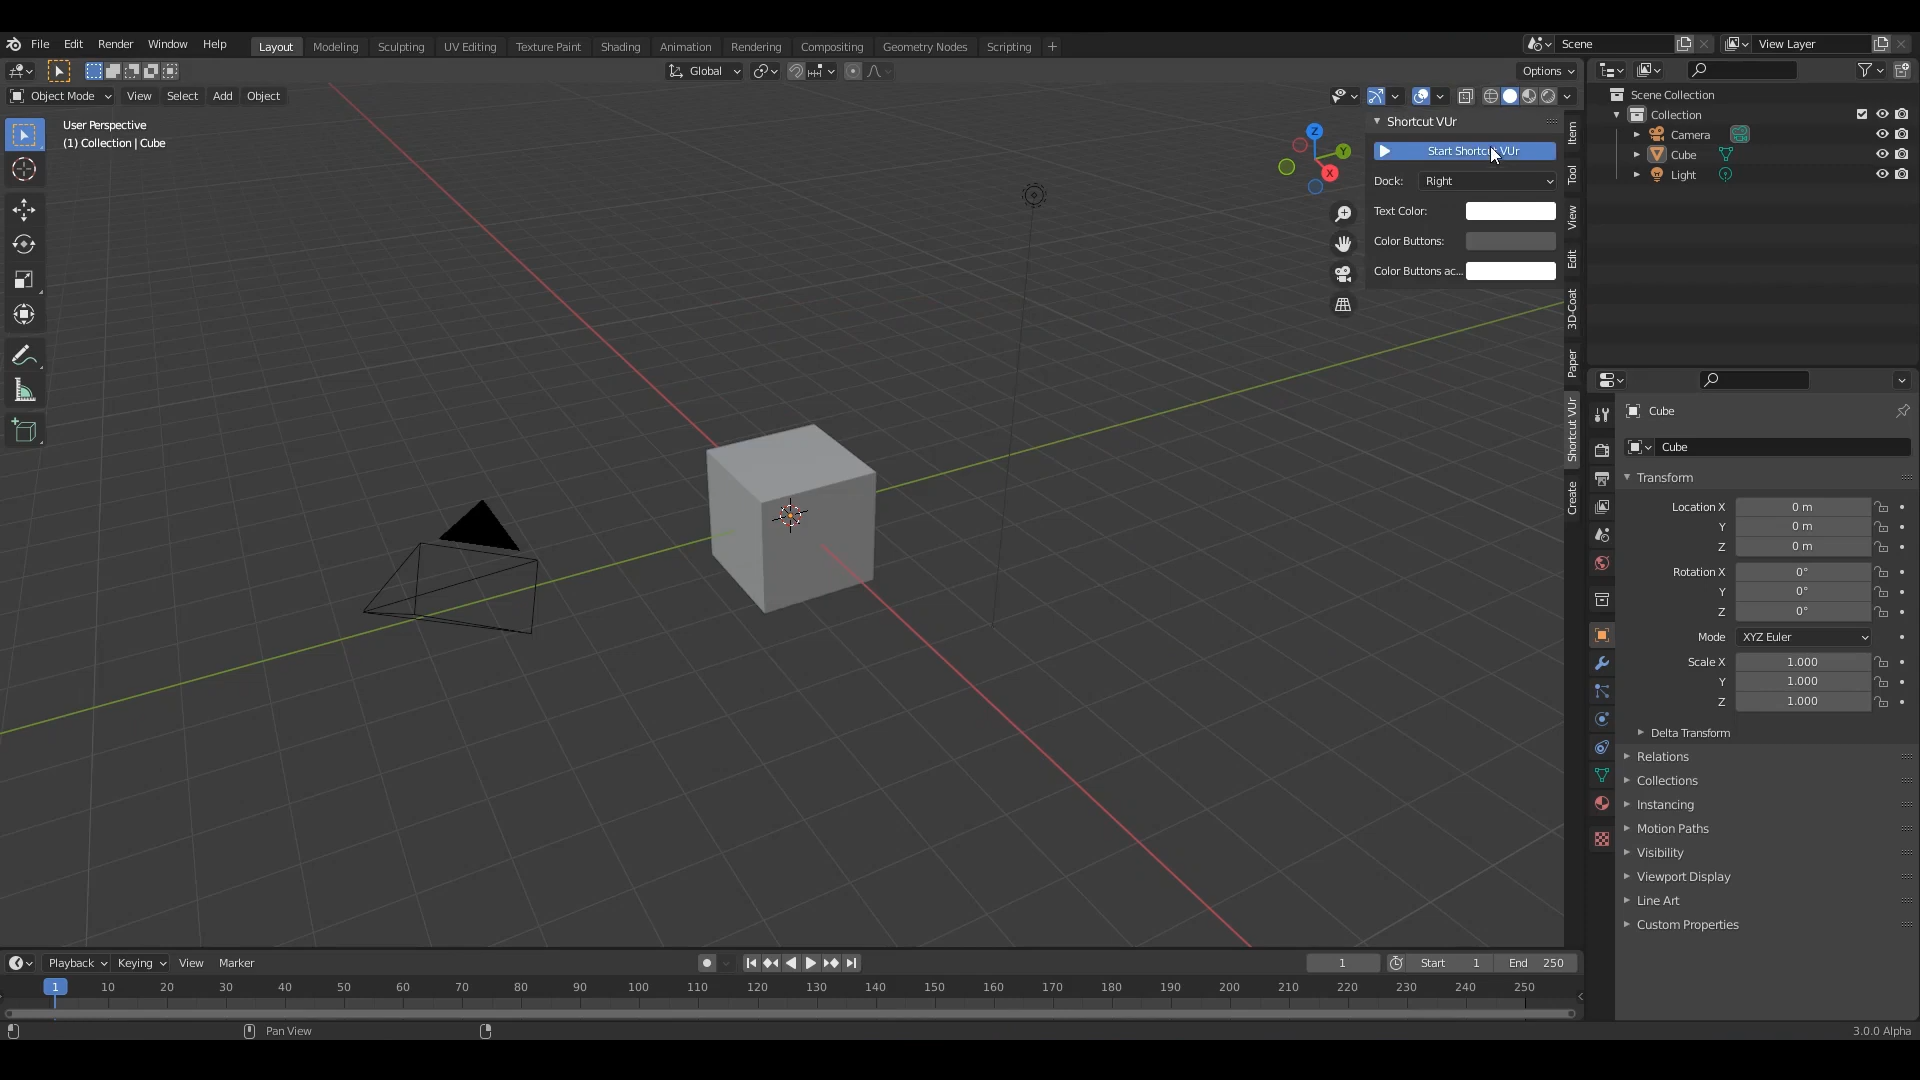 File Edit Render Window Help Layout Modeling Sculpting UV Editing Texture Paint Shading Animation Rendering Compositing Geometry Nodes Scripting + Scene View Layer
Global Options
Object Mode View Select Add Object
User Perspective
(1) Collection | Cube
Z
Y
X
Shortcut VUr
Start Shortcut VUr
Dock: Right
Text Color:
Color Buttons:
Color Buttons ac...
Item
Tool
View
Edit
3D-Coat
Paper
Shortcut VUr
Create
Scene Collection
Collection
Camera
Cube
Light
Cube
Cube
Transform
Location X 0 m
Y 0 m
Z 0 m
Rotation X 0°
Y 0°
Z 0°
Mode XYZ Euler
Scale X 1.000
Y 1.000
Z 1.000
Delta Transform
Relations
Collections
Instancing
Motion Paths
Visibility
Viewport Display
Line Art
Custom Properties
Playback Keying View Marker 1 Start 1 End 250
1 10 20 30 40 50 60 70 80 90 100 110 120 130 140 150 160 170 180 190 200 210 220 230 240 250
Pan View 3.0.0 Alpha